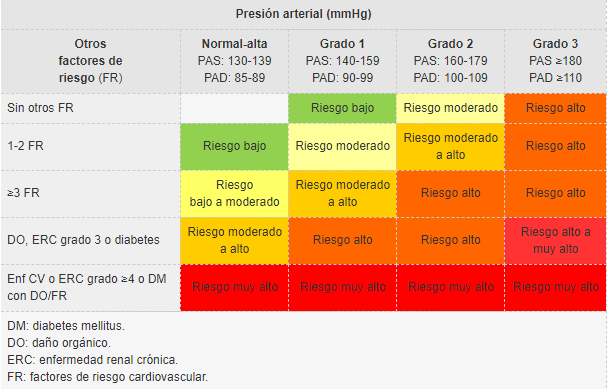 Presión arterial (mmHg)
Otros factores de riesgo (FR)
Normal-alta
PAS: 130-139
PAD: 85-89
Grado 1
PAS: 140-159
PAD: 90-99
Grado 2
PAS: 160-179
PAD: 100-109
Grado 3
PAS ≥180
PAD ≥110
Sin otros FR
Riesgo bajo
Riesgo moderado
Riesgo alto
1-2 FR
Riesgo bajo
Riesgo moderado
Riesgo moderado a alto
Riesgo alto
≥3 FR
Riesgo bajo a moderado
Riesgo moderado a alto
Riesgo alto
Riesgo alto
DO, ERC grado 3 o diabetes
Riesgo moderado a alto
Riesgo alto
Riesgo alto
Riesgo alto a muy alto
Enf CV o ERC grado ≥4 o DM con DO/FR
Riesgo muy alto
Riesgo muy alto
Riesgo muy alto
Riesgo muy alto
DM: diabetes mellitus.
DO: daño orgánico.
ERC: enfermedad renal crónica.
FR: factores de riesgo cardiovascular.